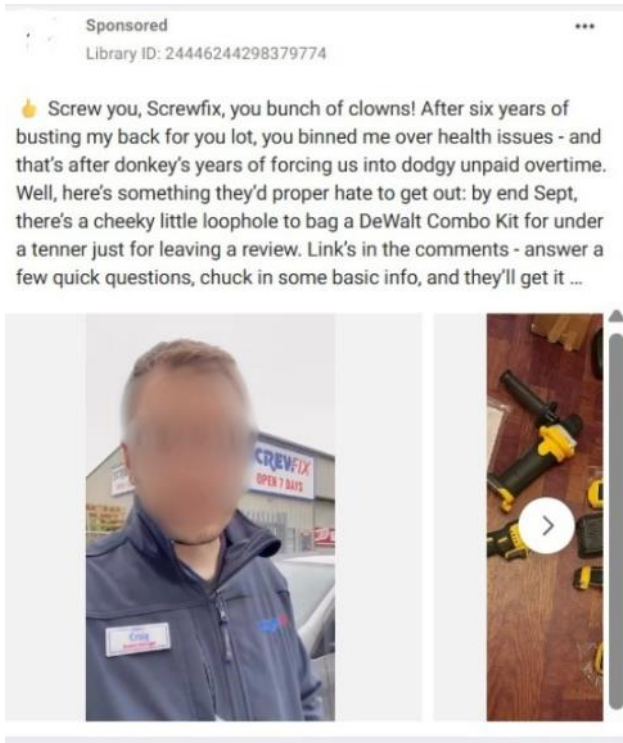 Sponsored
Library ID: 24446244298379774
👍 Screw you, Screwfix, you bunch of clowns! After six years of
busting my back for you lot, you binned me over health issues - and
that's after donkey's years of forcing us into dodgy unpaid overtime.
Well, here's something they'd proper hate to get out: by end Sept,
there's a cheeky little loophole to bag a DeWalt Combo Kit for under
a tenner just for leaving a review. Link's in the comments - answer a
few quick questions, chuck in some basic info, and they'll get it ...
CREWFIX
OPEN 7 DAYS
Craig